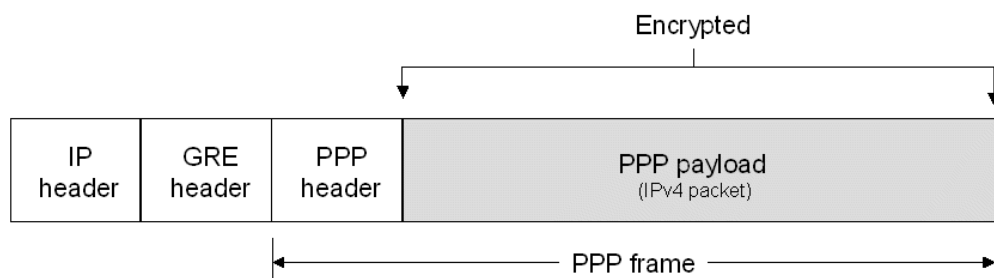 Encrypted
IP
header
GRE
header
PPP
header
PPP payload
(IPv4 packet)
PPP frame